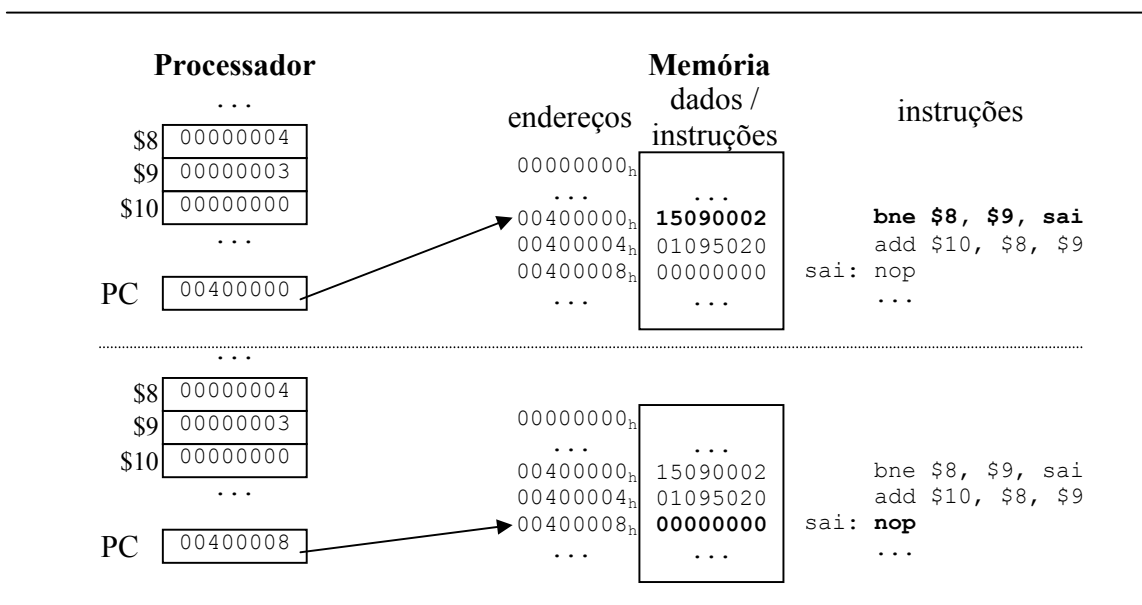 Processador Memória
... endereços dados / instruções instruções
$8 00000004
$9 00000003 00000000h
$10 00000000 ... ...
00400000h 15090002 bne $8, $9, sai
... 00400004h 01095020 add $10, $8, $9
PC 00400000 00400008h 00000000 sai: nop
... ... ...
...
$8 00000004
$9 00000003 00000000h
$10 00000000 ... ...
00400000h 15090002 bne $8, $9, sai
... 00400004h 01095020 add $10, $8, $9
PC 00400008 00400008h 00000000 sai: nop
... ... ...